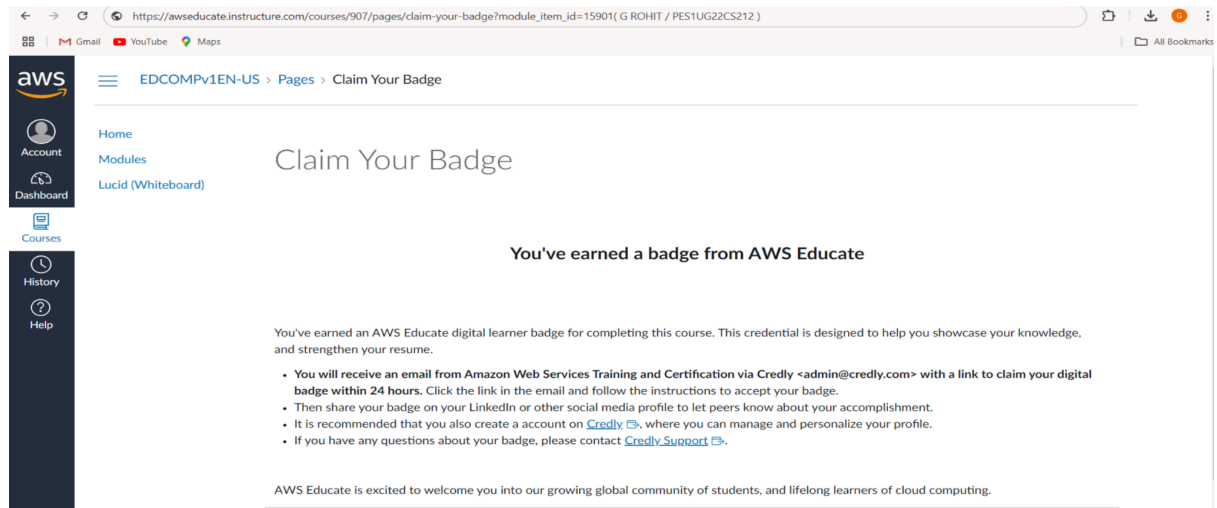 https://awseducate.instructure.com/courses/907/pages/claim-your-badge?module_item_id=15901( G ROHIT / PES1UG22CS212 )
G
Gmail YouTube Maps All Bookmarks
aws
EDCOMPv1EN-US > Pages > Claim Your Badge
Account
Dashboard
Courses
History
Help
Home
Modules
Lucid (Whiteboard)
Claim Your Badge
You've earned a badge from AWS Educate
You've earned an AWS Educate digital learner badge for completing this course. This credential is designed to help you showcase your knowledge,
and strengthen your resume.
• You will receive an email from Amazon Web Services Training and Certification via Credly <admin@credly.com> with a link to claim your digital
badge within 24 hours. Click the link in the email and follow the instructions to accept your badge.
• Then share your badge on your LinkedIn or other social media profile to let peers know about your accomplishment.
• It is recommended that you also create a account on Credly, where you can manage and personalize your profile.
• If you have any questions about your badge, please contact Credly Support.
AWS Educate is excited to welcome you into our growing global community of students, and lifelong learners of cloud computing.